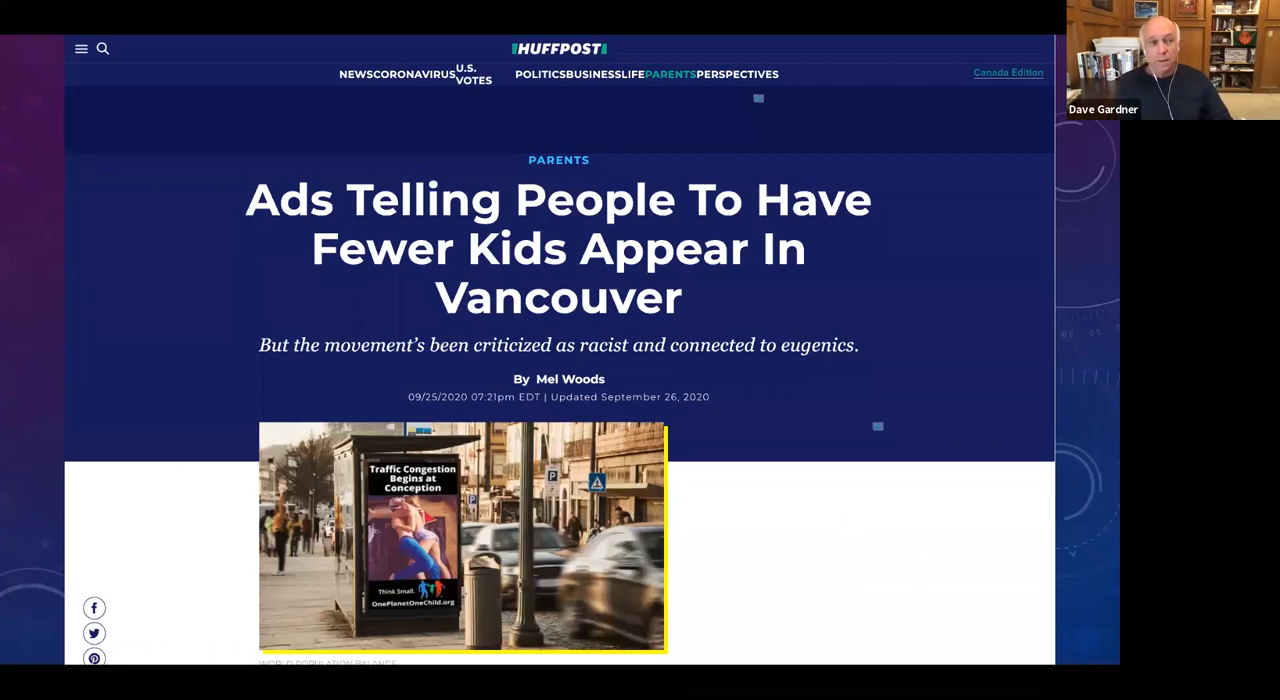 HUFFPOST
NEWS CORONAVIRUS U.S. VOTES POLITICS BUSINESS LIFE PARENTS PERSPECTIVES
Canada Edition
Dave Gardner
PARENTS
Ads Telling People To Have
Fewer Kids Appear In
Vancouver
But the movement's been criticized as racist and connected to eugenics.
By Mel Woods
09/25/2020 07:21pm EDT | Updated September 26, 2020
Traffic Congestion
Begins at
Conception
Think Small.
OnePlanetOneChild.org
P
P
WORLD POPULATION BALANCE